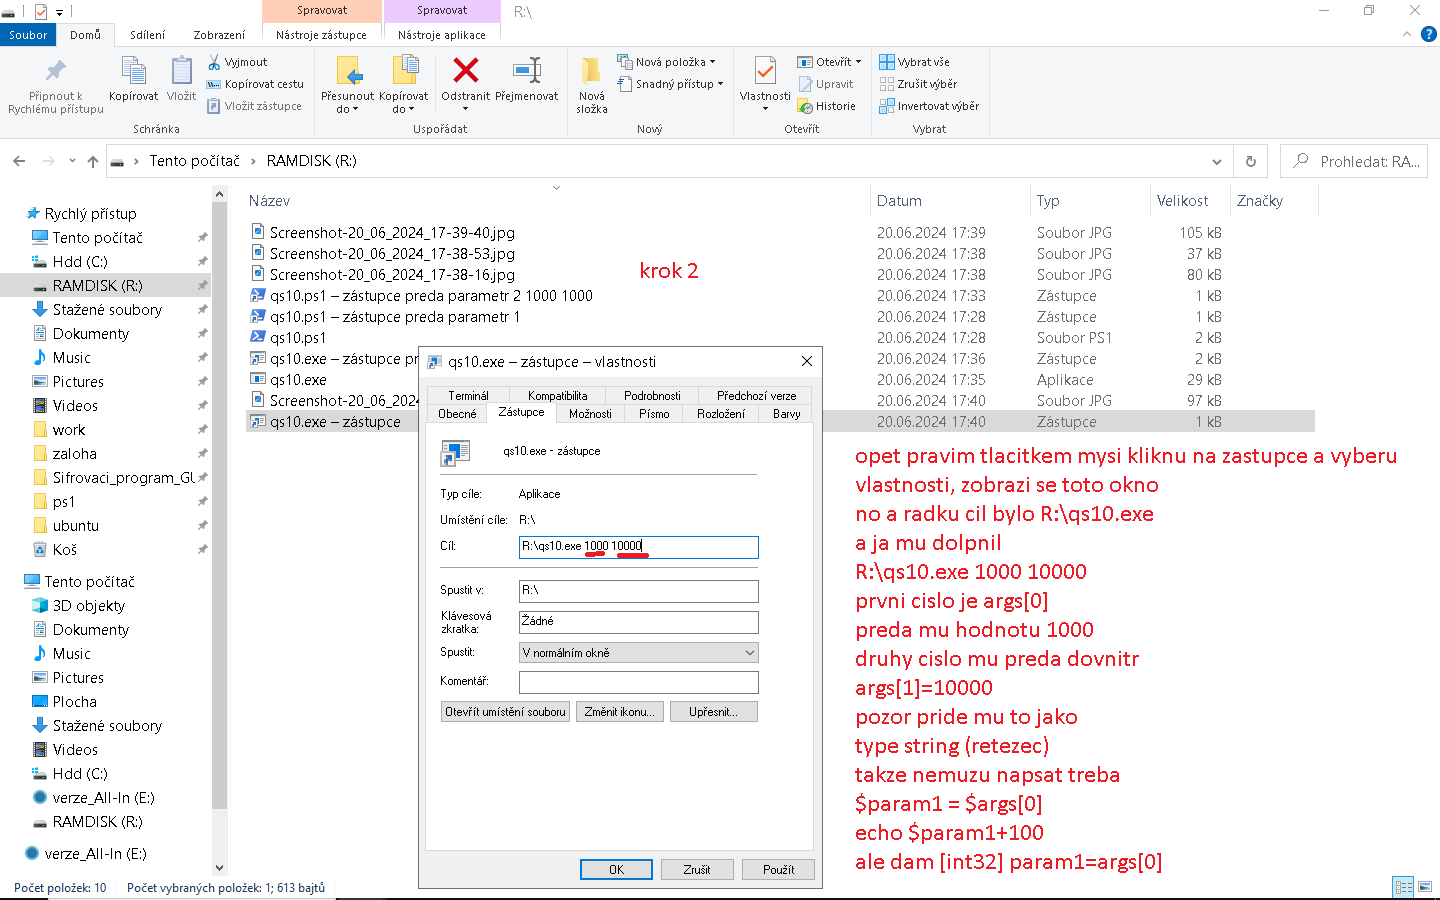 Spravovat
Spravovat
R:\
Soubor
Domů
Sdílení
Zobrazení
Nástroje zástupce
Nástroje aplikace
Připnout k
Rychlému přístupu
Kopírovat
Vložit
Vyjmout
Kopírovat cestu
Vložit zástupce
Schránka
Přesunout
do
Kopírovat
do
Odstranit
Přejmenovat
Uspořádat
Nová
složka
Nová položka
Snadný přístup
Nový
Vlastnosti
Otevřít
Upravit
Historie
Otevřít
Vybrat vše
Zrušit výběr
Invertovat výběr
Vybrat
Tento počítač › RAMDISK (R:)
Prohledat: RA...
Rychlý přístup
Tento počítač
Hdd (C:)
RAMDISK (R:)
Stažené soubory
Dokumenty
Music
Pictures
Videos
work
zaloha
Sifrovaci_program_GU
ps1
ubuntu
Koš
Tento počítač
3D objekty
Dokumenty
Music
Pictures
Plocha
Stažené soubory
Videos
Hdd (C:)
verze_All-In (E:)
RAMDISK (R:)
verze_All-In (E:)
Název Datum Typ Velikost Značky
Screenshot-20_06_2024_17-39-40.jpg 20.06.2024 17:39 Soubor JPG 105 kB
Screenshot-20_06_2024_17-38-53.jpg 20.06.2024 17:38 Soubor JPG 37 kB
Screenshot-20_06_2024_17-38-16.jpg 20.06.2024 17:38 Soubor JPG 80 kB
qs10.ps1 – zástupce preda parametr 2 1000 1000 20.06.2024 17:33 Zástupce 1 kB
qs10.ps1 – zástupce preda parametr 1 20.06.2024 17:28 Zástupce 1 kB
qs10.ps1 20.06.2024 17:28 Soubor PS1 2 kB
qs10.exe – zástupce pr 20.06.2024 17:36 Zástupce 2 kB
qs10.exe 20.06.2024 17:35 Aplikace 29 kB
Screenshot-20_06_2024 20.06.2024 17:40 Soubor JPG 97 kB
qs10.exe – zástupce 20.06.2024 17:40 Zástupce 1 kB
krok 2
qs10.exe – zástupce – vlastnosti
Terminál Kompatibilita Podrobnosti Předchozí verze
Obecné Zástupce Možnosti Písmo Rozložení Barvy
qs10.exe - zástupce
Typ cíle: Aplikace
Umístění cíle: R:\
Cíl: R:\qs10.exe 1000 10000
Spustit v: R:\
Klávesová
zkratka: Žádné
Spustit: V normálním okně
Komentář:
Otevřít umístění souboru Změnit ikonu... Upřesnit...
OK Zrušit Použít
opet pravim tlacitkem mysi kliknu na zastupce a vyberu
vlastnosti, zobrazi se toto okno
no a radku cil bylo R:\qs10.exe
a ja mu dolpnil
R:\qs10.exe 1000 10000
prvni cislo je args[0]
preda mu hodnotu 1000
druhy cislo mu preda dovnitr
args[1]=10000
pozor pride mu to jako
type string (retezec)
takze nemuzu napsat treba
$param1 = $args[0]
echo $param1+100
ale dam [int32] param1=args[0]
Počet položek: 10 Počet vybraných položek: 1; 613 bajtů